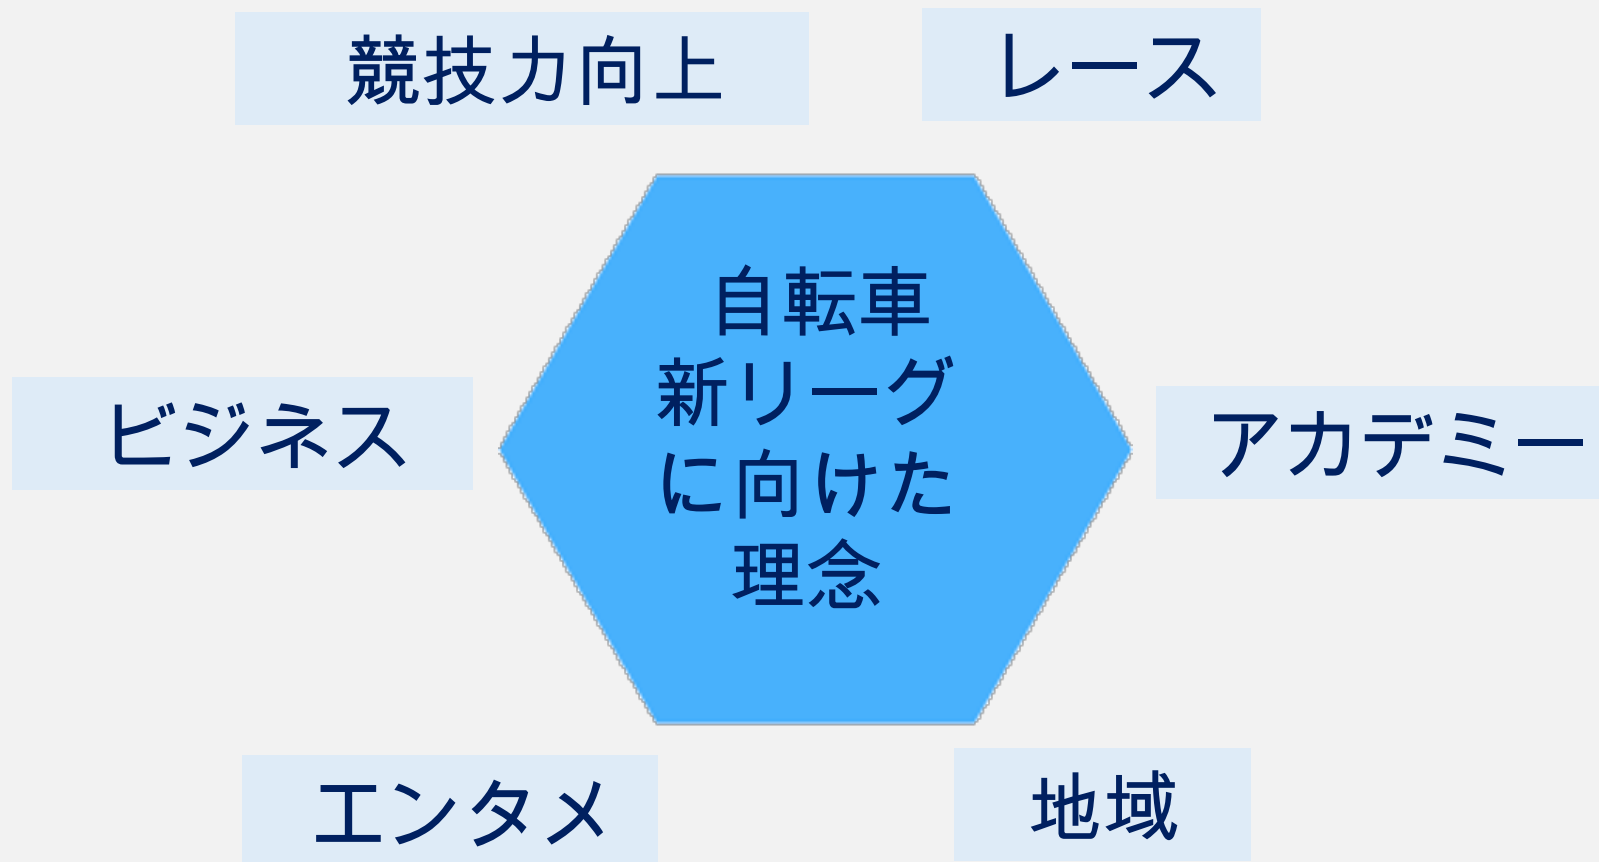 競技力向上
レース
自転車
新リーグ
に向けた
理念
ビジネス
アカデミー
エンタメ
地域